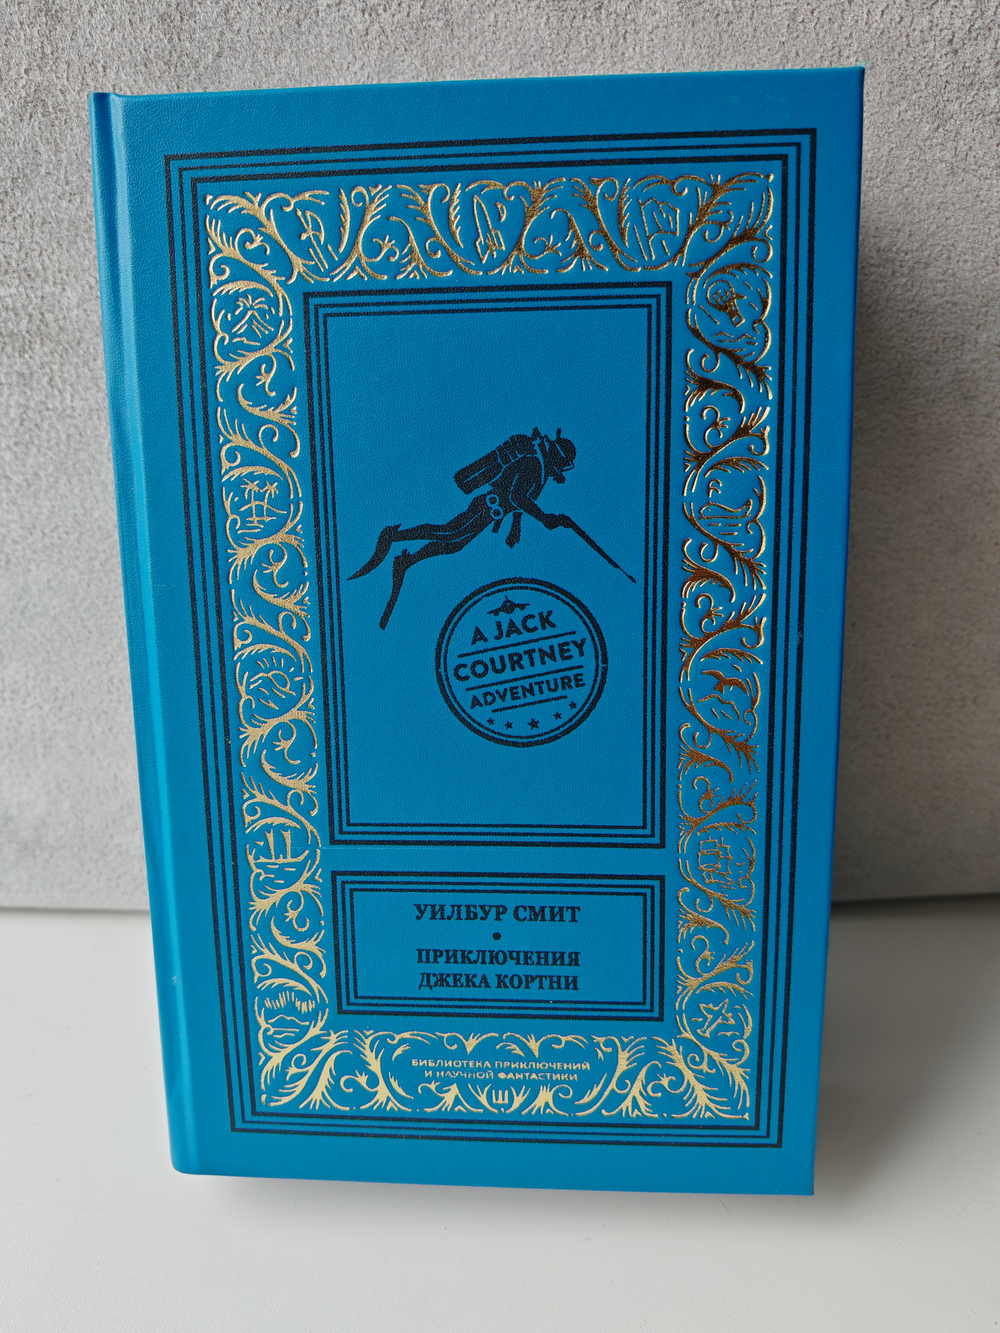 A JACK
COURTNEY
ADVENTURE
УИЛБУР СМИТ
ПРИКЛЮЧЕНИЯ
ДЖЕКА КОРТНИ
БИБЛИОТЕКА ПРИКЛЮЧЕНИЙ
И НАУЧНОЙ ФАНТАСТИКИ
Ш